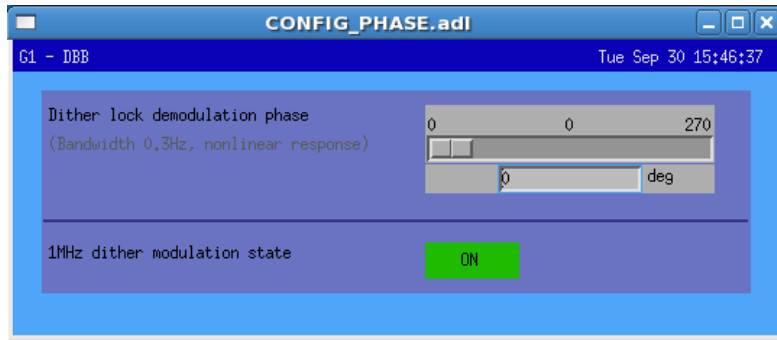 CONFIG_PHASE.adl
G1 - DBB Tue Sep 30 15:46:37
Dither lock demodulation phase
(Bandwidth 0.3Hz, nonlinear response)
0 0 270
0 deg
1MHz dither modulation state
ON